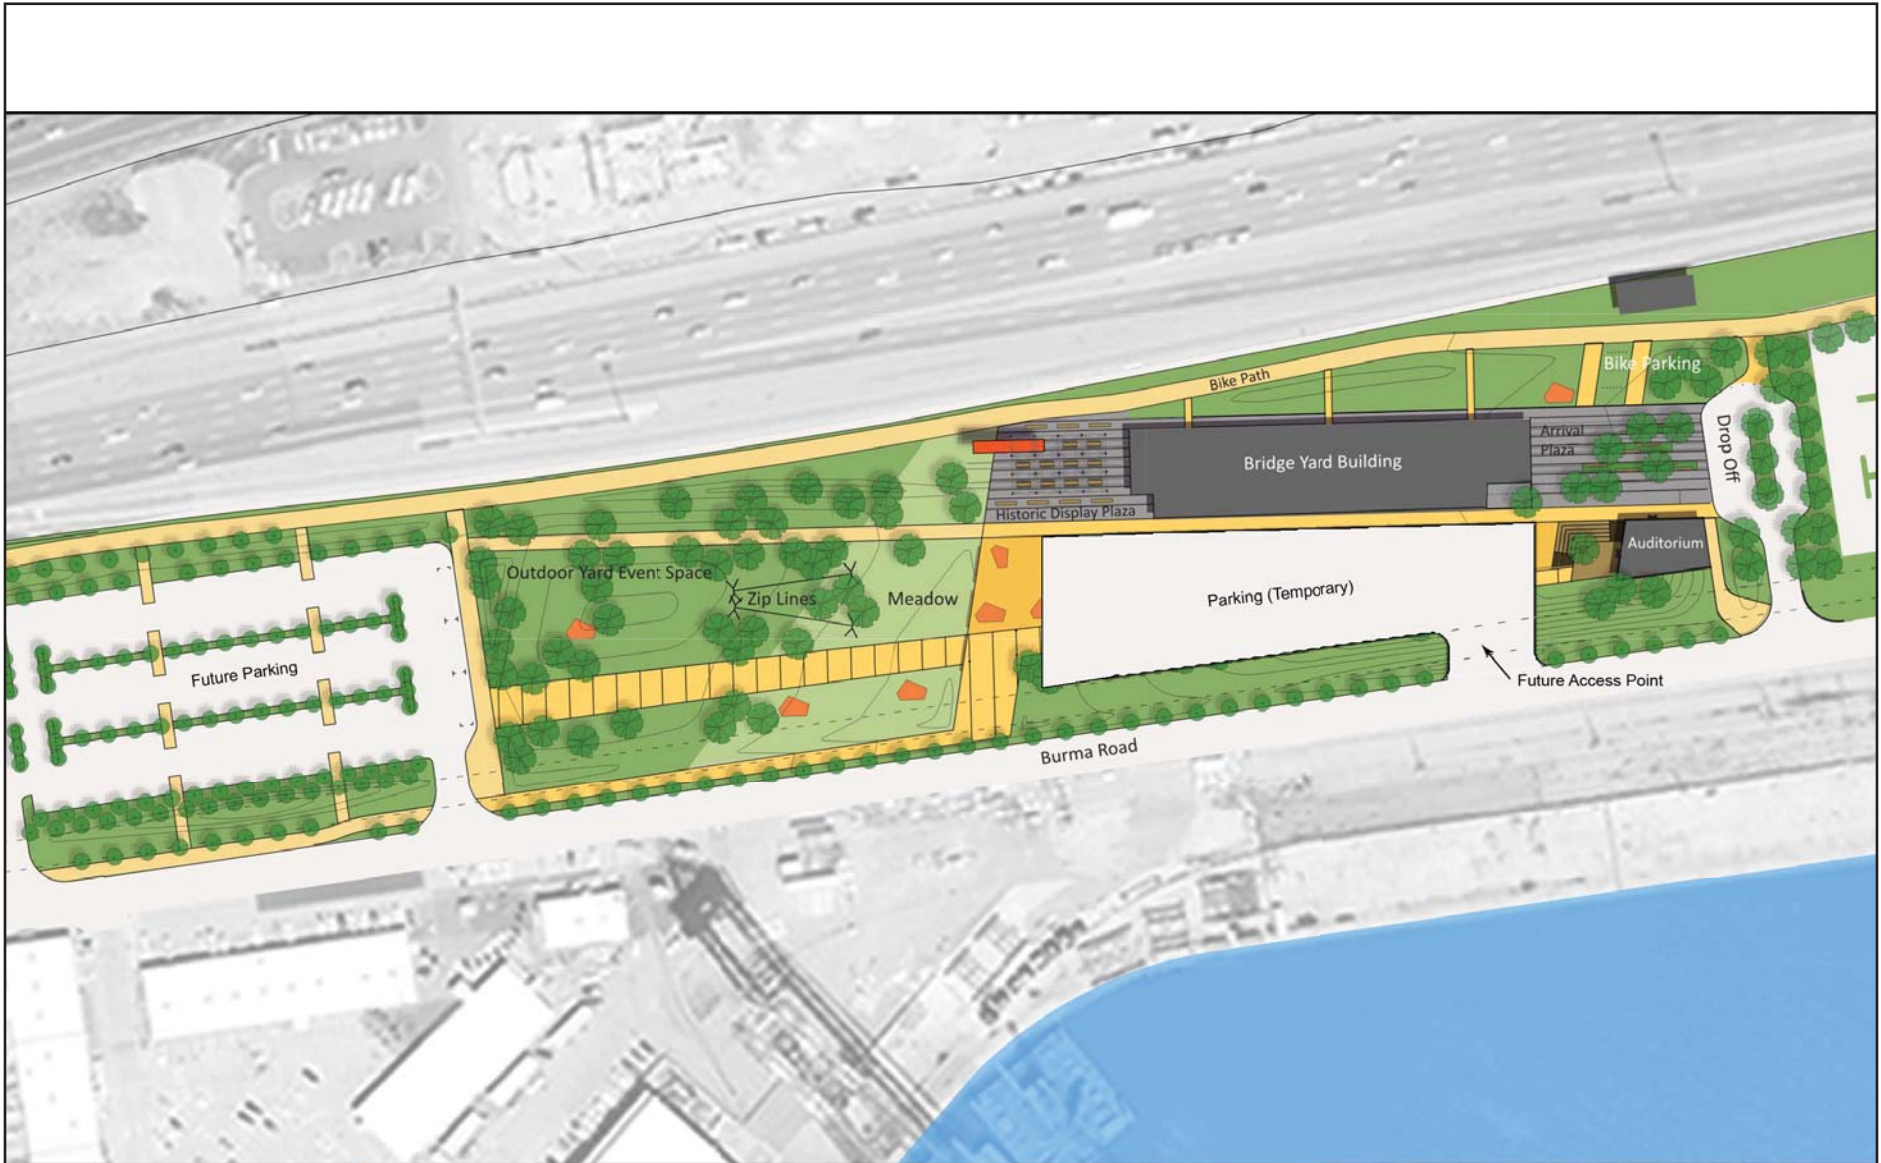 Bike Parking
Bike Path
Drop Off
Arrival
Plaza
Bridge Yard Building
Historic Display Plaza
Auditorium
Outdoor Yard Event Space
Zip Lines
Meadow
Parking (Temporary)
Future Parking
Future Access Point
Burma Road